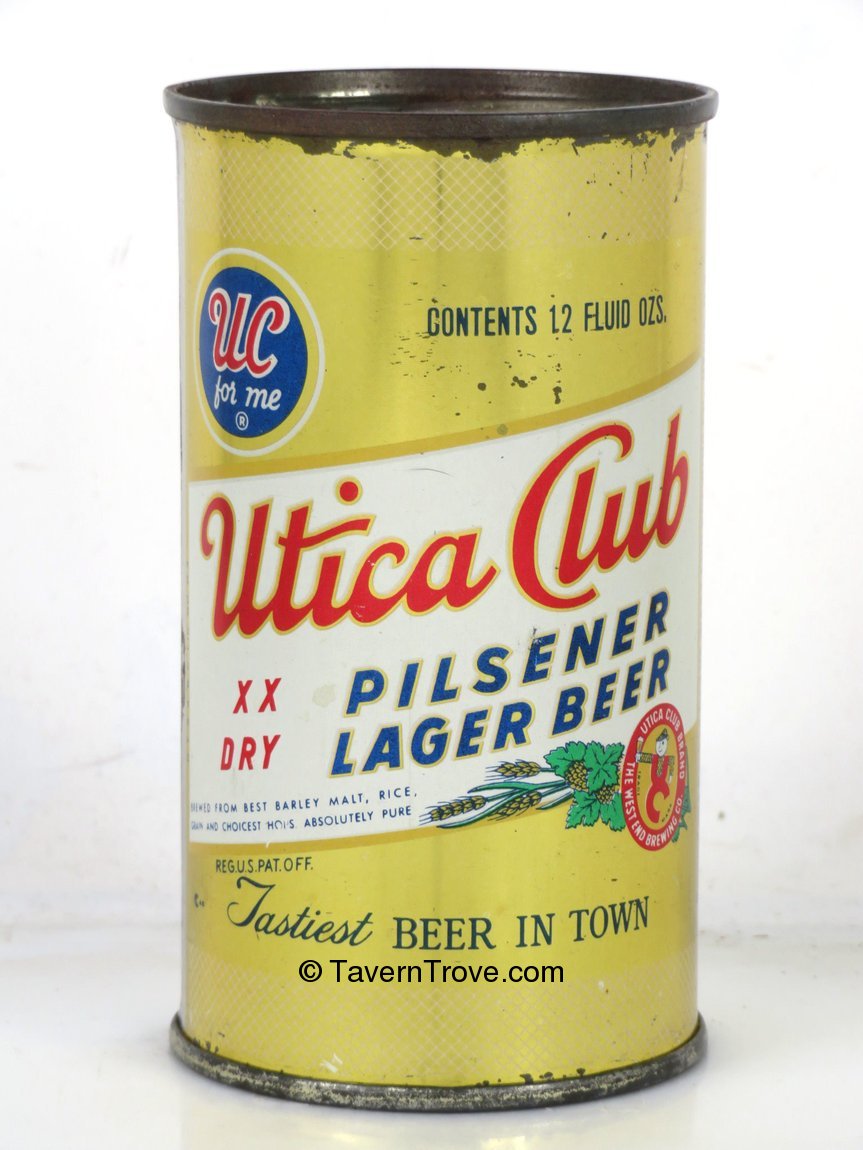 UC
for me
®
CONTENTS 12 FLUID OZS.
Utica Club
XX
DRY
PILSENER
LAGER BEER
UTICA CLUB BRAND
THE WEST END BREWING CO.
BREWED FROM BEST BARLEY MALT, RICE,
GRAIN AND CHOICEST HOPS. ABSOLUTELY PURE
REG.U.S.PAT.OFF.
Tastiest BEER IN TOWN
© TavernTrove.com